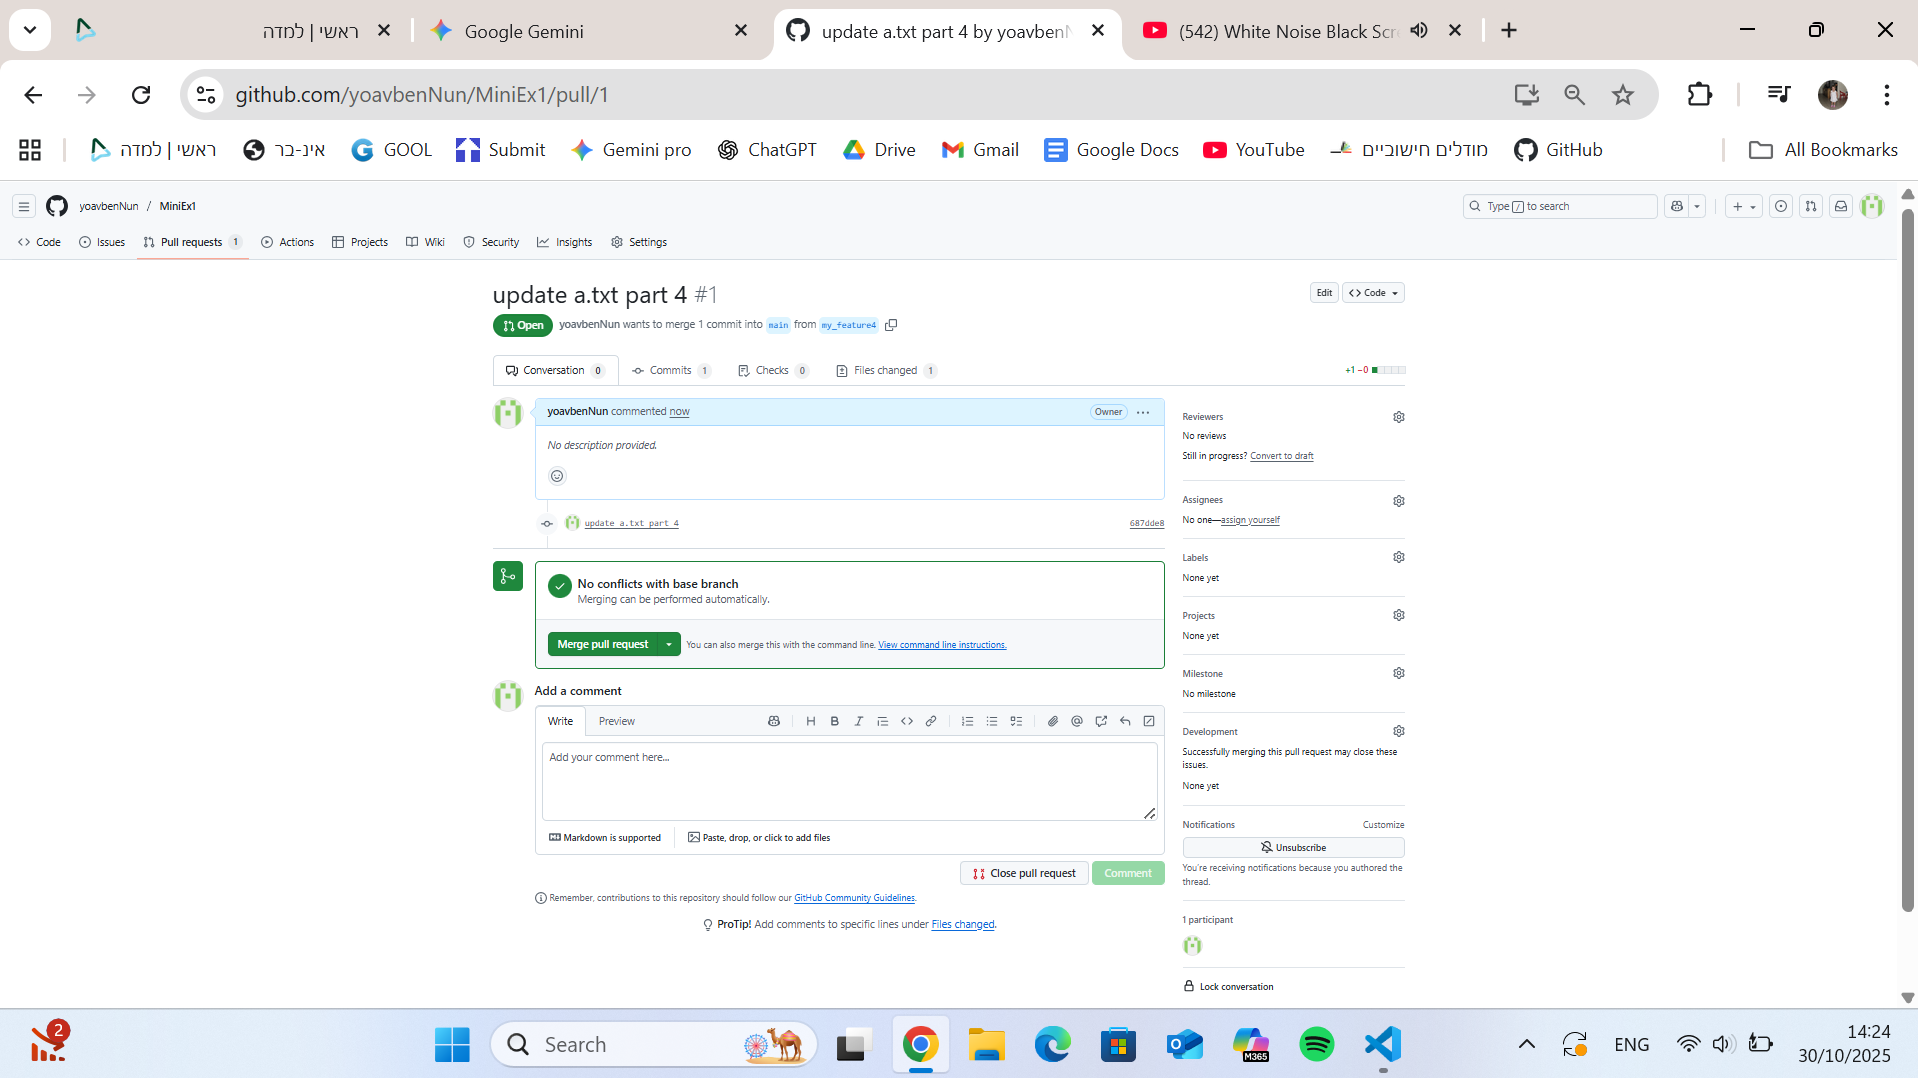 ראשי | למדה
Google Gemini
update a.txt part 4 by yoavbenN
(542) White Noise Black Scre
github.com/yoavbenNun/MiniEx1/pull/1
ראשי | למדה
אינ-בר
GOOL
Submit
Gemini pro
ChatGPT
Drive
Gmail
Google Docs
YouTube
מודלים חישוביים
GitHub
All Bookmarks
yoavbenNun / MiniEx1
Type / to search
Code
Issues
Pull requests 1
Actions
Projects
Wiki
Security
Insights
Settings
update a.txt part 4 #1
Edit
<> Code
Open
yoavbenNun wants to merge 1 commit into main from my_feature4
Conversation 0
Commits 1
Checks 0
Files changed 1
+1 −0
yoavbenNun commented now
Owner
No description provided.
update a.txt part 4
687dde8
No conflicts with base branch
Merging can be performed automatically.
Merge pull request
You can also merge this with the command line. View command line instructions.
Add a comment
Write
Preview
Add your comment here...
Markdown is supported
Paste, drop, or click to add files
Close pull request
Comment
Remember, contributions to this repository should follow our GitHub Community Guidelines.
ProTip! Add comments to specific lines under Files changed.
Reviewers
No reviews
Still in progress? Convert to draft
Assignees
No one—assign yourself
Labels
None yet
Projects
None yet
Milestone
No milestone
Development
Successfully merging this pull request may close these
issues.
None yet
Notifications
Customize
Unsubscribe
You're receiving notifications because you authored the
thread.
1 participant
Lock conversation
2
Search
M365
ENG
14:24
30/10/2025